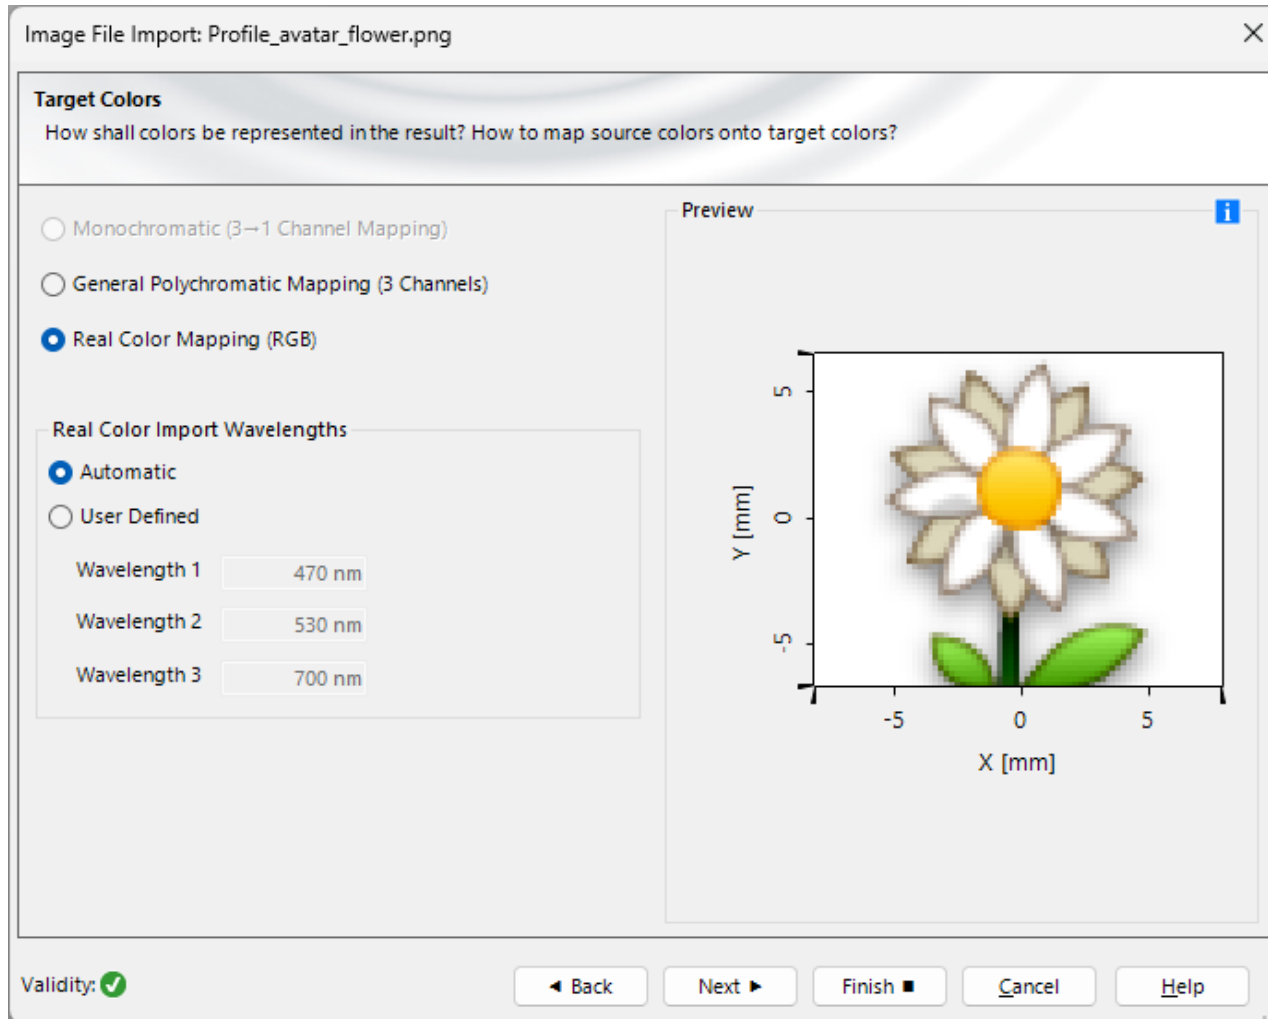 Image File Import: Profile_avatar_flower.png
Target Colors
How shall colors be represented in the result? How to map source colors onto target colors?
Monochromatic (3→1 Channel Mapping)
General Polychromatic Mapping (3 Channels)
Real Color Mapping (RGB)
Real Color Import Wavelengths
Automatic
User Defined
Wavelength 1 470 nm
Wavelength 2 530 nm
Wavelength 3 700 nm
Preview
i
5
0
-5
Y [mm]
-5 0 5
X [mm]
Validity:
◄ Back Next ► Finish ■ Cancel Help